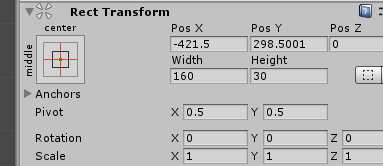 Rect Transform
center
Pos X Pos Y Pos Z
-421.5 298.5001 0
middle
Width Height
160 30
Anchors
Pivot X 0.5 Y 0.5
Rotation X 0 Y 0 Z 0
Scale X 1 Y 1 Z 1